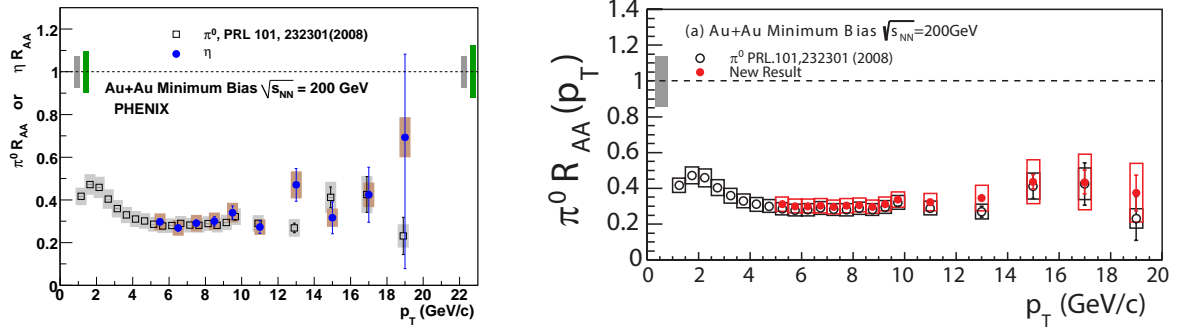 π⁰ R_AA or η R_AA
1.2
1
0.8
0.6
0.4
0.2
0
π⁰, PRL 101, 232301(2008)
η
Au+Au Minimum Bias √s_NN = 200 GeV
PHENIX
0 2 4 6 8 10 12 14 16 18 20 22
p_T (GeV/c)
π⁰ R_AA (p_T)
1.4
1.2
1
0.8
0.6
0.4
0.2
0
(a) Au+Au Minimum Bias √s_NN=200GeV
π⁰ PRL.101,232301 (2008)
New Result
0 2 4 6 8 10 12 14 16 18 20
p_T (GeV/c)